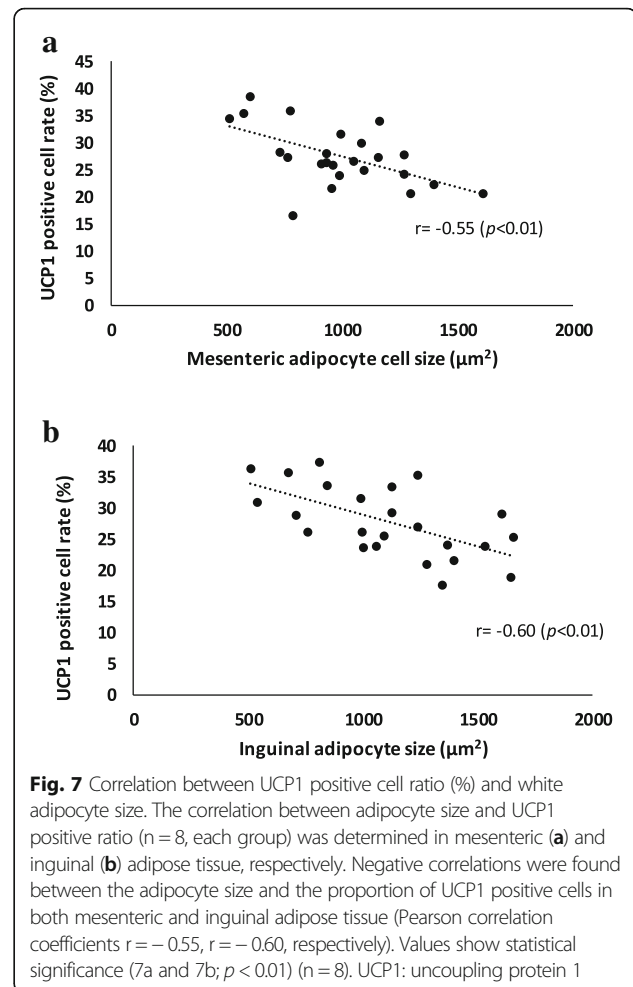 a
UCP1 positive cell rate (%)
45
40
35
30
25
20
15
10
5
0
r= -0.55 (p<0.01)
0 500 1000 1500 2000
Mesenteric adipocyte cell size (µm²)
b
UCP1 positive cell rate (%)
40
35
30
25
20
15
10
5
0
r= -0.60 (p<0.01)
0 500 1000 1500 2000
Inguinal adipocyte size (µm²)
Fig. 7 Correlation between UCP1 positive cell ratio (%) and white
adipocyte size. The correlation between adipocyte size and UCP1
positive ratio (n = 8, each group) was determined in mesenteric (a) and
inguinal (b) adipose tissue, respectively. Negative correlations were found
between the adipocyte size and the proportion of UCP1 positive cells in
both mesenteric and inguinal adipose tissue (Pearson correlation
coefficients r = − 0.55, r = − 0.60, respectively). Values show statistical
significance (7a and 7b; p < 0.01) (n = 8). UCP1: uncoupling protein 1